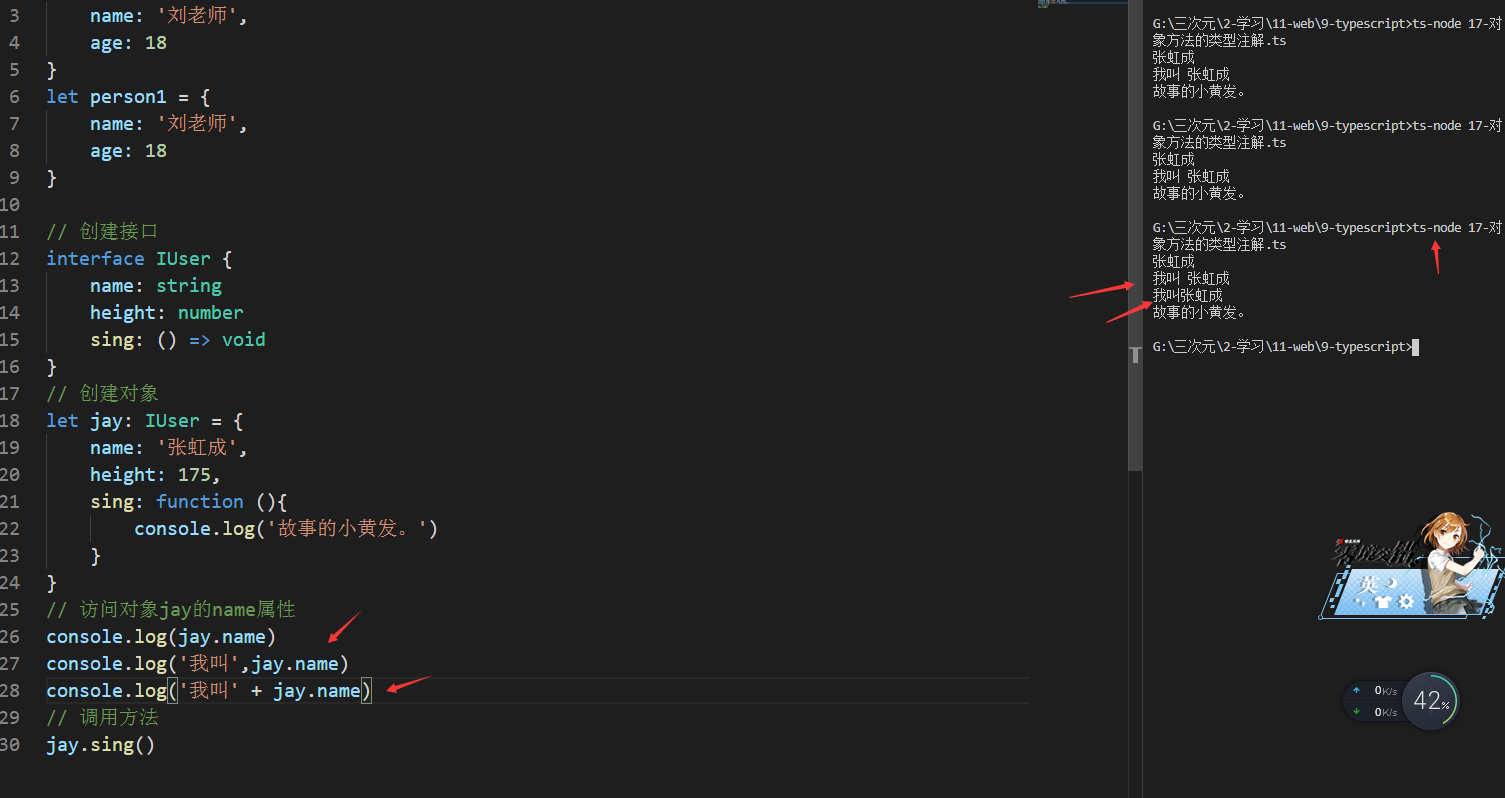 3 name: '刘老师',
4 age: 18
5 }
6 let person1 = {
7 name: '刘老师',
8 age: 18
9 }
10
11 // 创建接口
12 interface IUser {
13 name: string
14 height: number
15 sing: () => void
16 }
17 // 创建对象
18 let jay: IUser = {
19 name: '张虹成',
20 height: 175,
21 sing: function (){
22 console.log('故事的小黄发。')
23 }
24 }
25 // 访问对象jay的name属性
26 console.log(jay.name)
27 console.log('我叫',jay.name)
28 console.log('我叫' + jay.name)
29 // 调用方法
30 jay.sing()
G:\三次元\2-学习\11-web\9-typescript>ts-node 17-对
象方法的类型注解.ts
张虹成
我叫 张虹成
故事的小黄发。
G:\三次元\2-学习\11-web\9-typescript>ts-node 17-对
象方法的类型注解.ts
张虹成
我叫 张虹成
故事的小黄发。
G:\三次元\2-学习\11-web\9-typescript>ts-node 17-对
象方法的类型注解.ts
张虹成
我叫 张虹成
我叫张虹成
故事的小黄发。
G:\三次元\2-学习\11-web\9-typescript>
英
0K/s
0K/s
42%